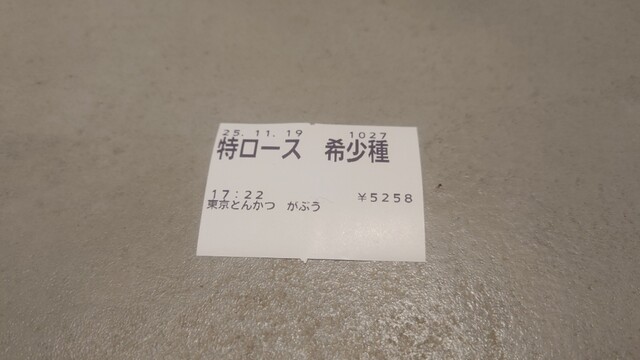 25.11.19 1027
特ロース 希少種
17:22 ¥5258
東京とんかつ がぶう